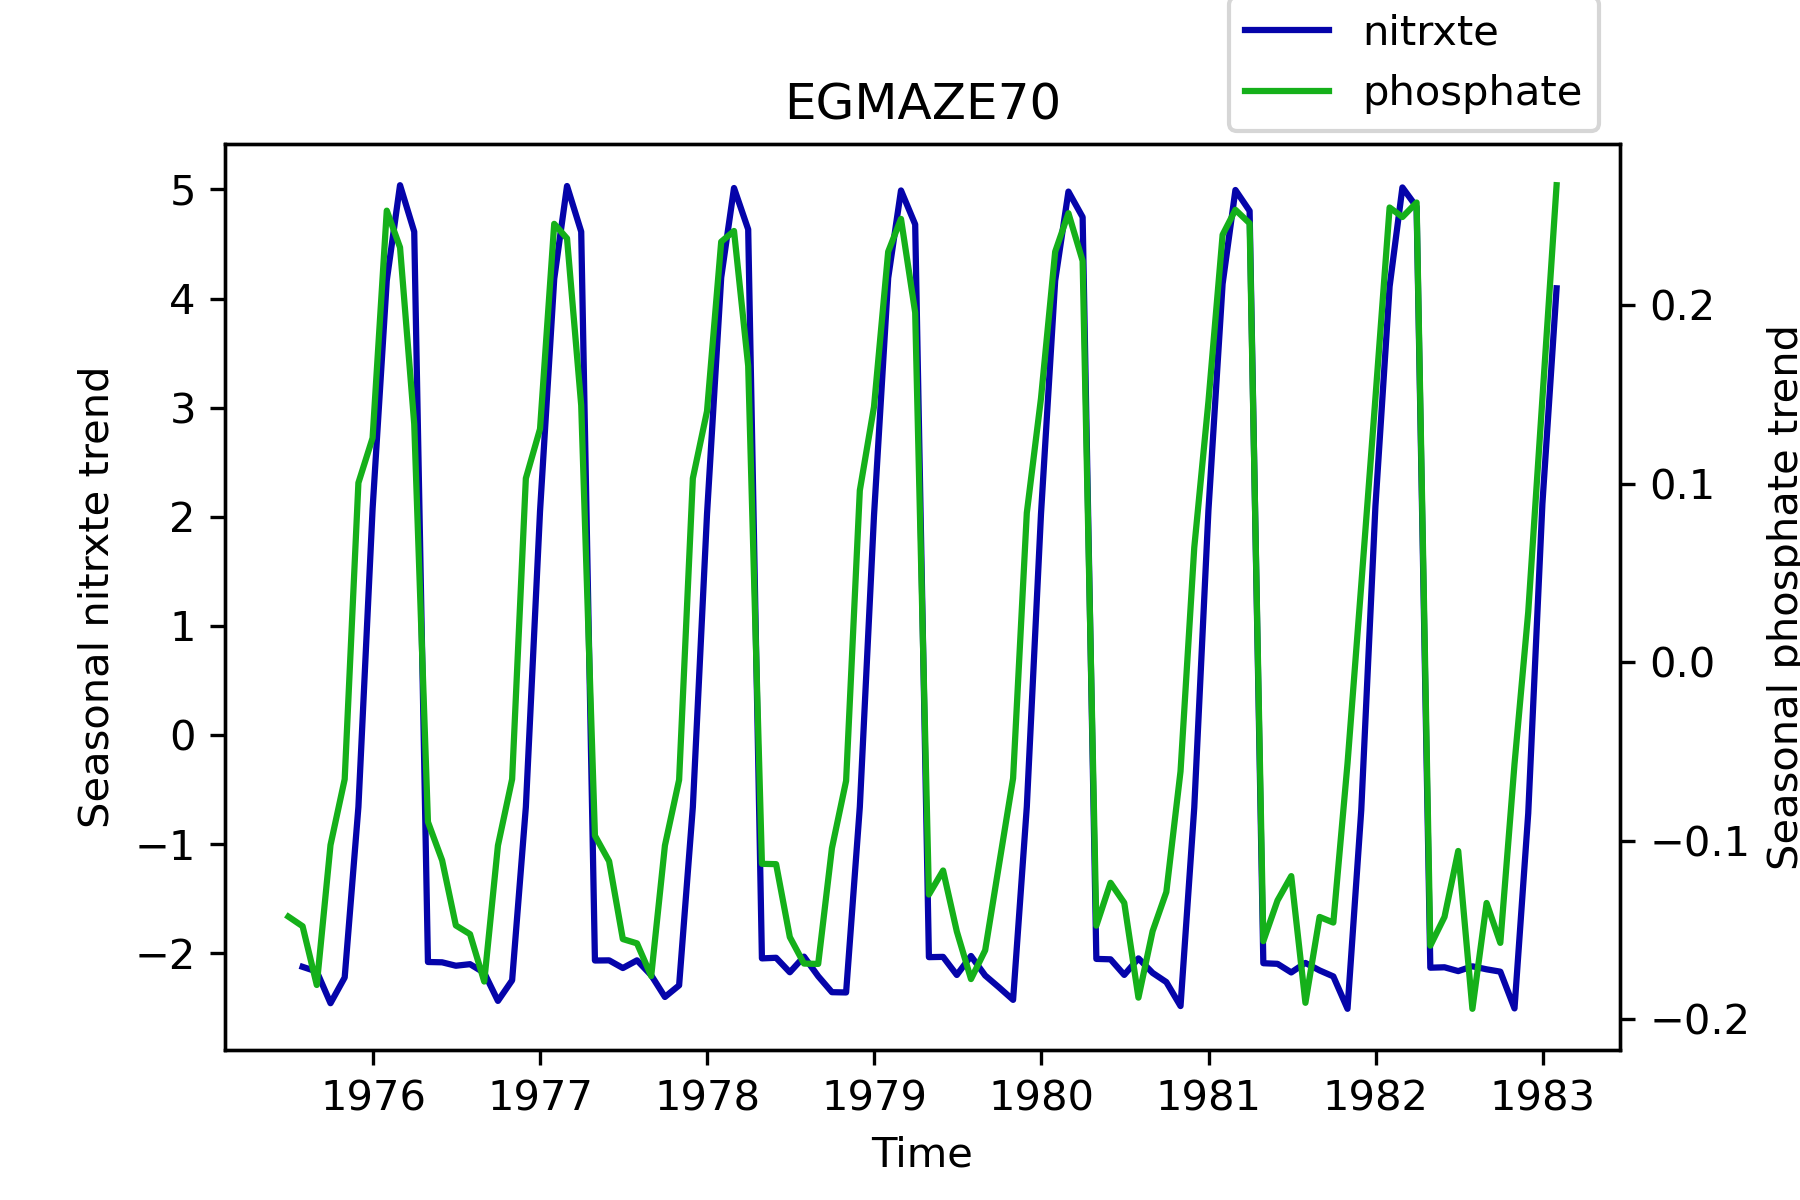 nitrxte
phosphate
EGMAZE70
5
4
3
2
1
0
−1
−2
Seasonal nitrxte trend
0.2
0.1
0.0
−0.1
−0.2
Seasonal phosphate trend
1976 1977 1978 1979 1980 1981 1982 1983
Time